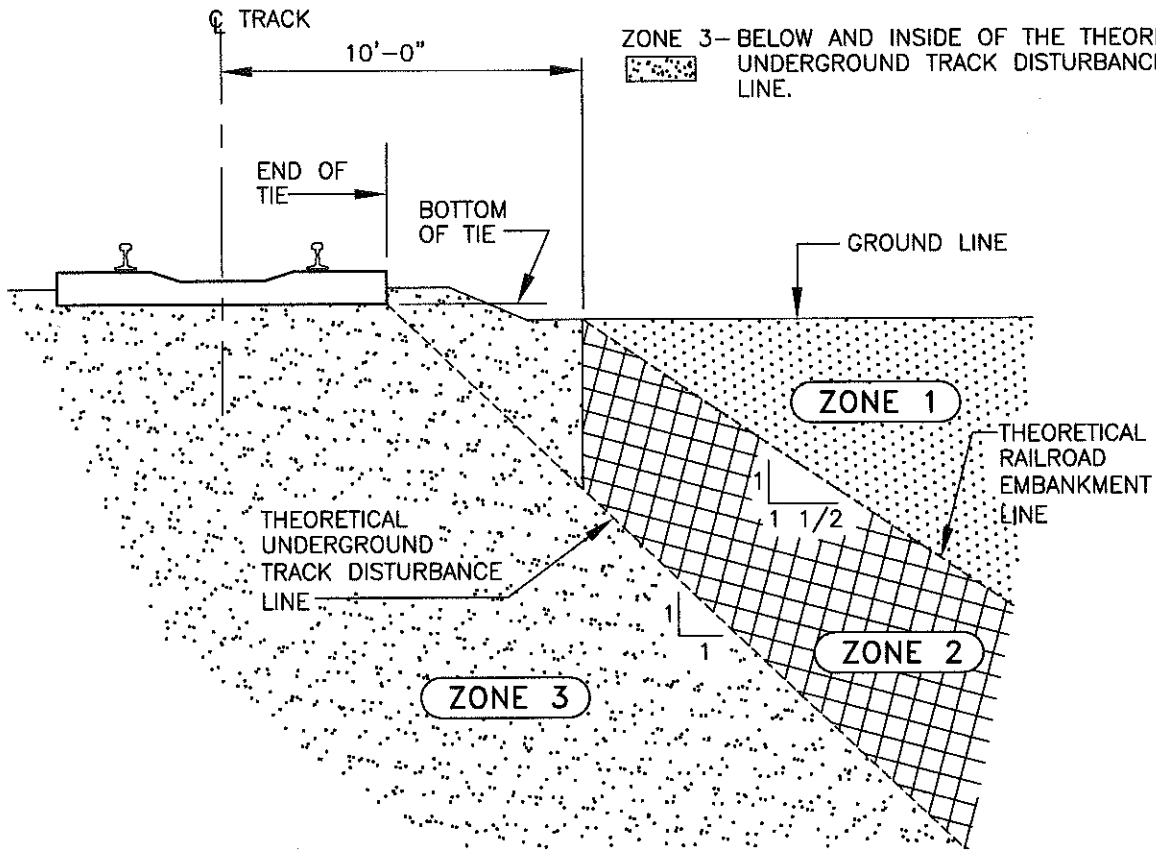 ℄ TRACK
10'-0"
ZONE 3- BELOW AND INSIDE OF THE THEORE
UNDERGROUND TRACK DISTURBANCE
LINE.
END OF
TIE
BOTTOM
OF TIE
GROUND LINE
ZONE 1
THEORETICAL
RAILROAD
EMBANKMENT
LINE
1
1 1/2
THEORETICAL
UNDERGROUND
TRACK DISTURBANCE
LINE
1
1
ZONE 2
ZONE 3